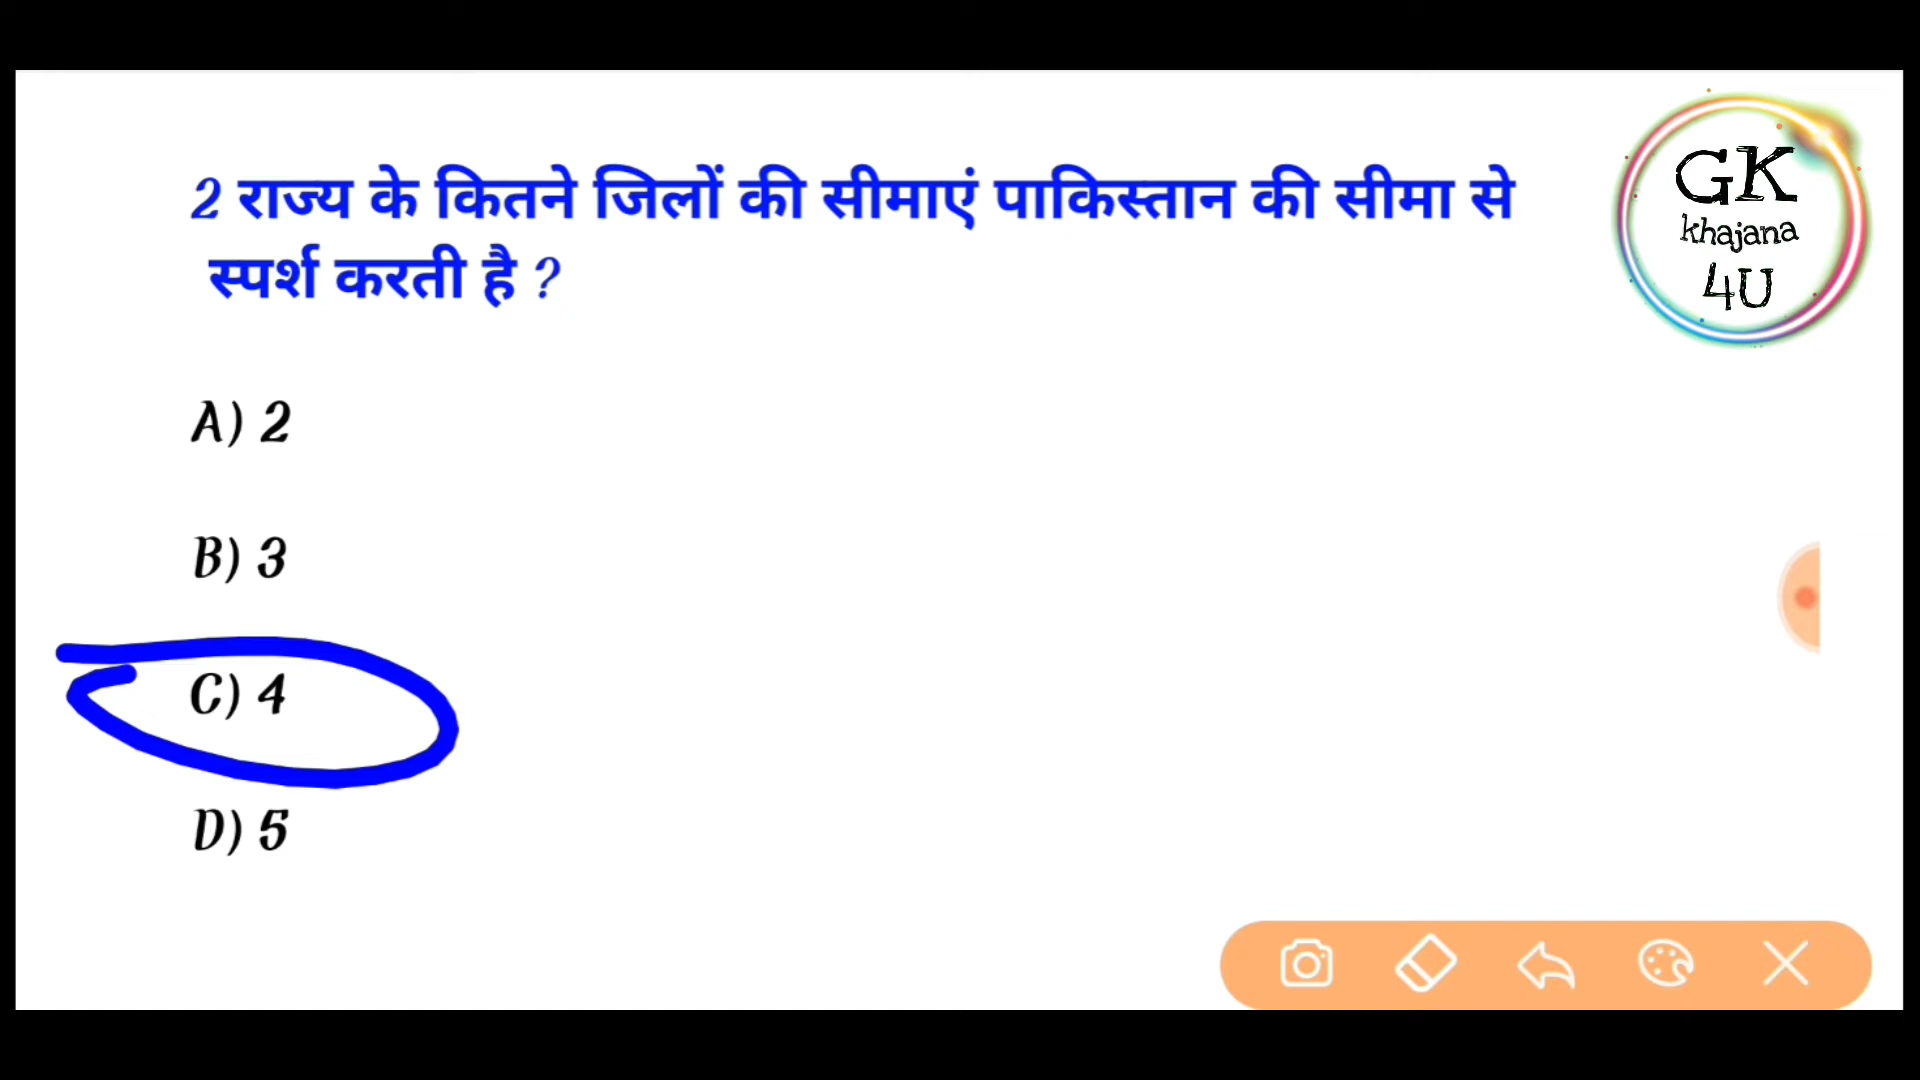 2 राज्य के कितने जिलों की सीमाएं पाकिस्तान की सीमा से
स्पर्श करती है ?
A) 2
B) 3
C) 4
D) 5
GK
khajana
4U